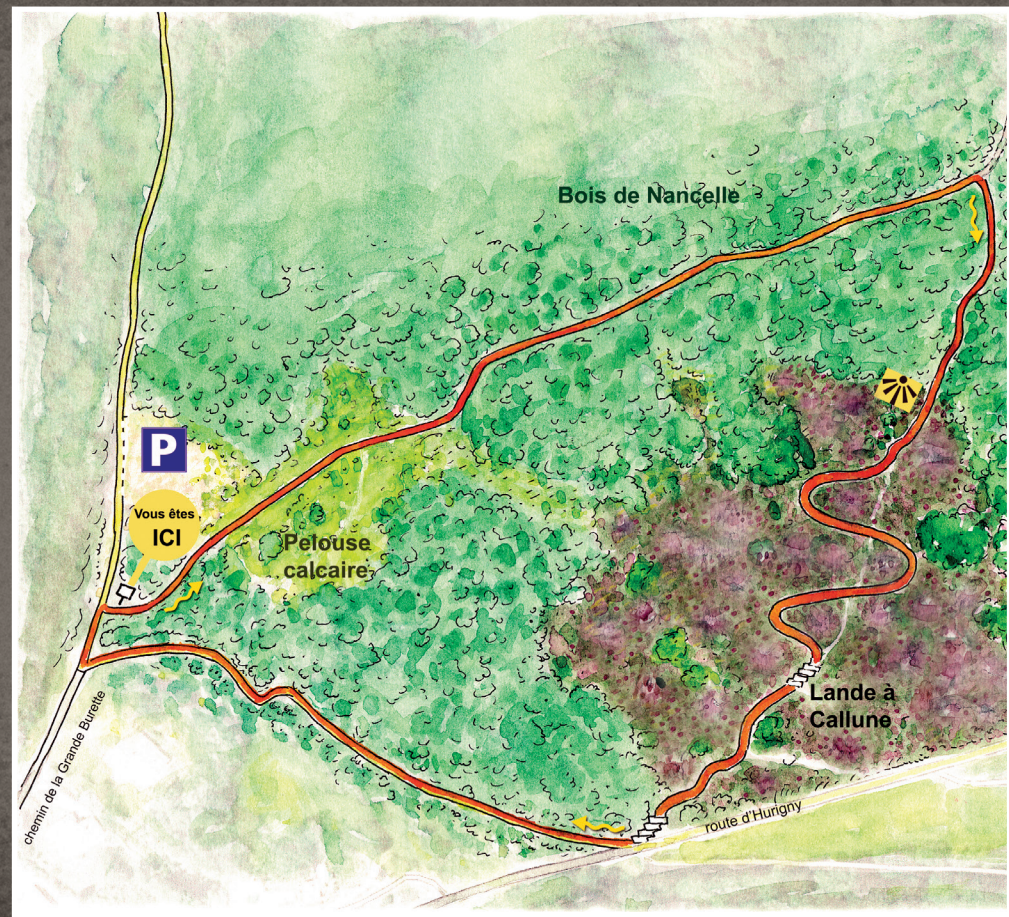 Bois de Nancelle
P
Vous êtes
ICI
Pelouse
calcaire
Lande à
Callune
chemin de la Grande Burette
route d'Hurigny